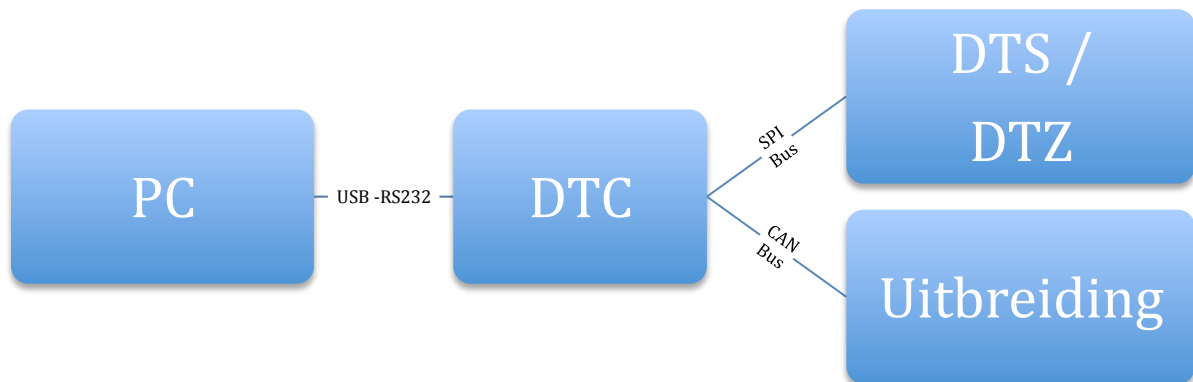 PC
USB -RS232
DTC
SPI
Bus
DTS /
DTZ
CAN
Bus
Uitbreiding